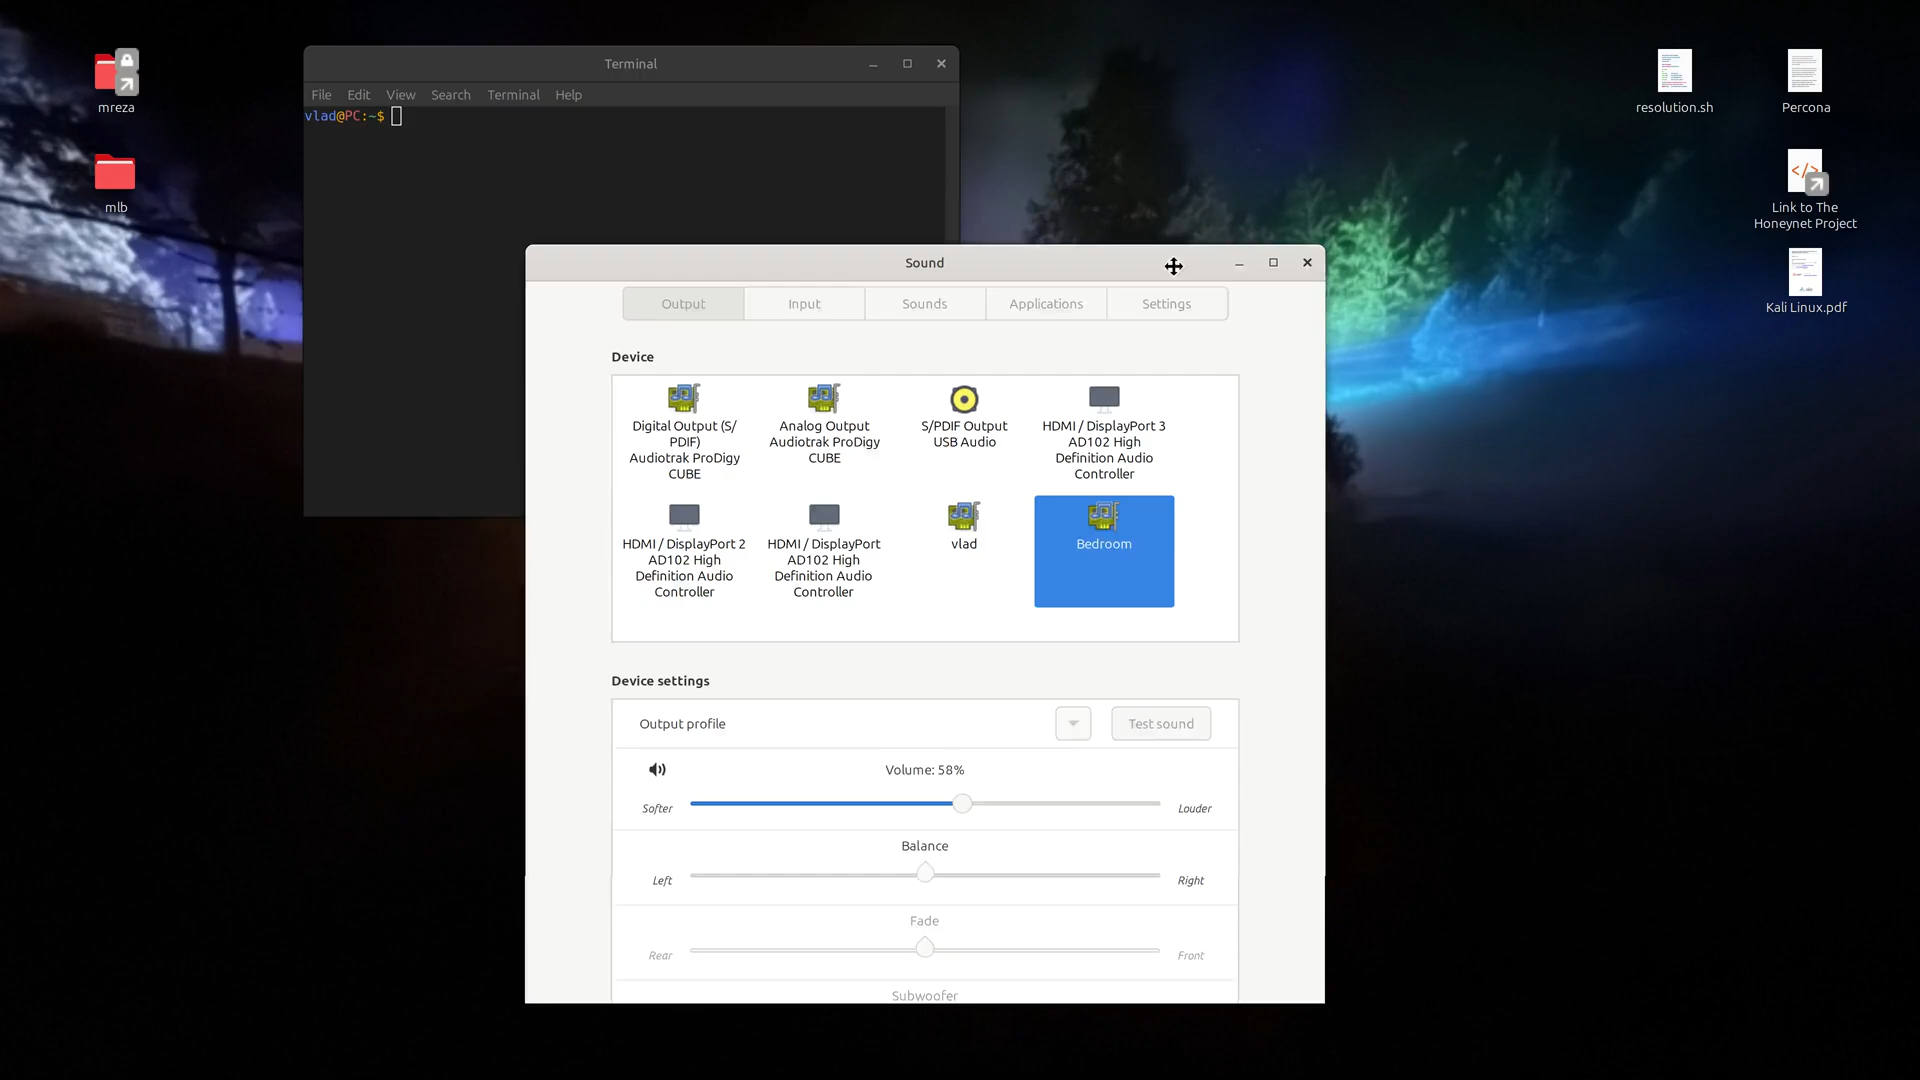 mreza
mlb
Terminal
File Edit View Search Terminal Help
vlad@PC:~$
resolution.sh
Percona
Link to The
Honeynet Project
Kali Linux.pdf
Sound
Output Input Sounds Applications Settings
Device
Digital Output (S/
PDIF)
Audiotrak ProDigy
CUBE
Analog Output
Audiotrak ProDigy
CUBE
S/PDIF Output
USB Audio
HDMI / DisplayPort 3
AD102 High
Definition Audio
Controller
HDMI / DisplayPort 2
AD102 High
Definition Audio
Controller
HDMI / DisplayPort
AD102 High
Definition Audio
Controller
vlad
Bedroom
Device settings
Output profile
Test sound
Volume: 58%
Softer
Louder
Balance
Left
Right
Fade
Rear
Front
Subwoofer